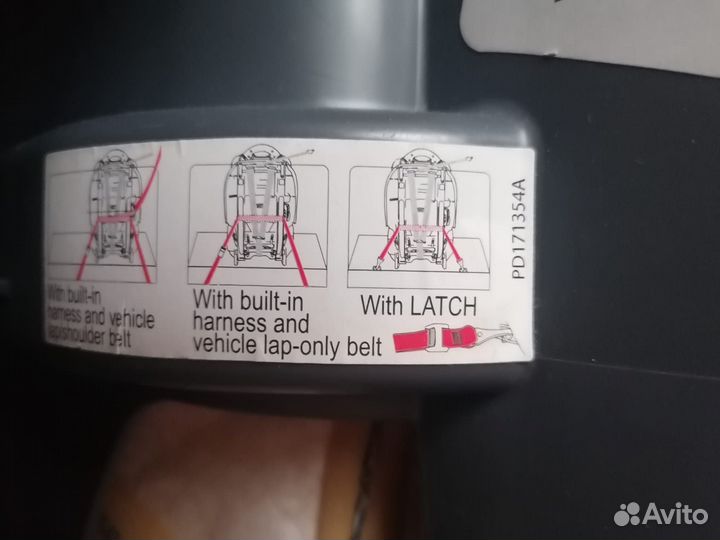 With built-in
harness and vehicle
lap/shoulder belt
With built-in
harness and
vehicle lap-only belt
With LATCH
PD171354A
Avito